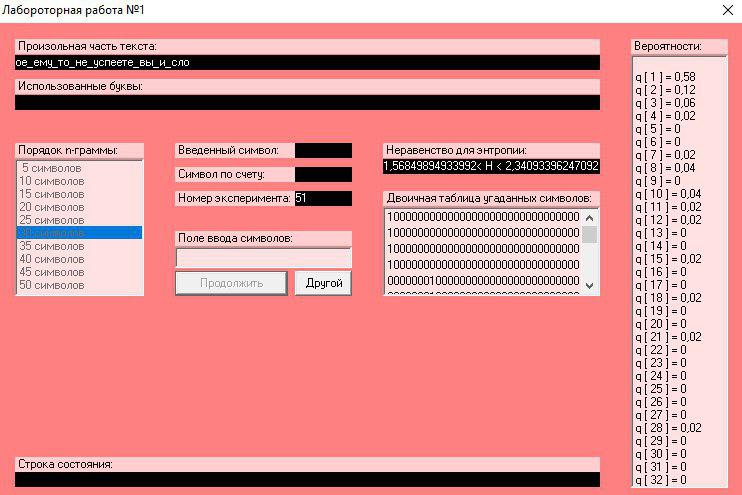 Лабороторная работа №1
Произольная часть текста:
ое_ему_то_не_успеете_вы_и_сло
Использованные буквы:
Порядок n-граммы:
5 символов
10 символов
15 символов
20 символов
25 символов
30 символов
35 символов
40 символов
45 символов
50 символов
Введенный символ:
Символ по счету:
Номер эксперимента: 51
Поле ввода символов:
Продолжить
Другой
Неравенство для энтропии:
1,56849894933992< H < 2,34093396247092
Двоичная таблица угаданных символов:
10000000000000000000000000000000
10000000000000000000000000000000
10000000000000000000000000000000
10000000000000000000000000000000
00000001000000000000000000000000
Строка состояния:
Вероятности:
q [ 1 ] = 0,58
q [ 2 ] = 0,12
q [ 3 ] = 0,06
q [ 4 ] = 0,02
q [ 5 ] = 0
q [ 6 ] = 0
q [ 7 ] = 0,02
q [ 8 ] = 0,04
q [ 9 ] = 0
q [ 10 ] = 0,04
q [ 11 ] = 0,02
q [ 12 ] = 0,02
q [ 13 ] = 0
q [ 14 ] = 0
q [ 15 ] = 0,02
q [ 16 ] = 0
q [ 17 ] = 0
q [ 18 ] = 0,02
q [ 19 ] = 0
q [ 20 ] = 0
q [ 21 ] = 0,02
q [ 22 ] = 0
q [ 23 ] = 0
q [ 24 ] = 0
q [ 25 ] = 0
q [ 26 ] = 0
q [ 27 ] = 0
q [ 28 ] = 0,02
q [ 29 ] = 0
q [ 30 ] = 0
q [ 31 ] = 0
q [ 32 ] = 0